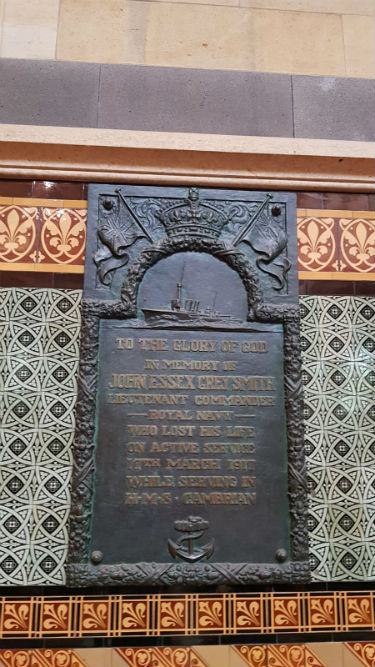 TO THE GLORY OF GOD
IN MEMORY OF
JOHN ESSEX GREY SMITH
LIEUTENANT COMMANDER
ROYAL NAVY
WHO LOST HIS LIFE
ON ACTIVE SERVICE
17TH MARCH 1917
WHILE SERVING IN
H·M·S· CAMBRIAN